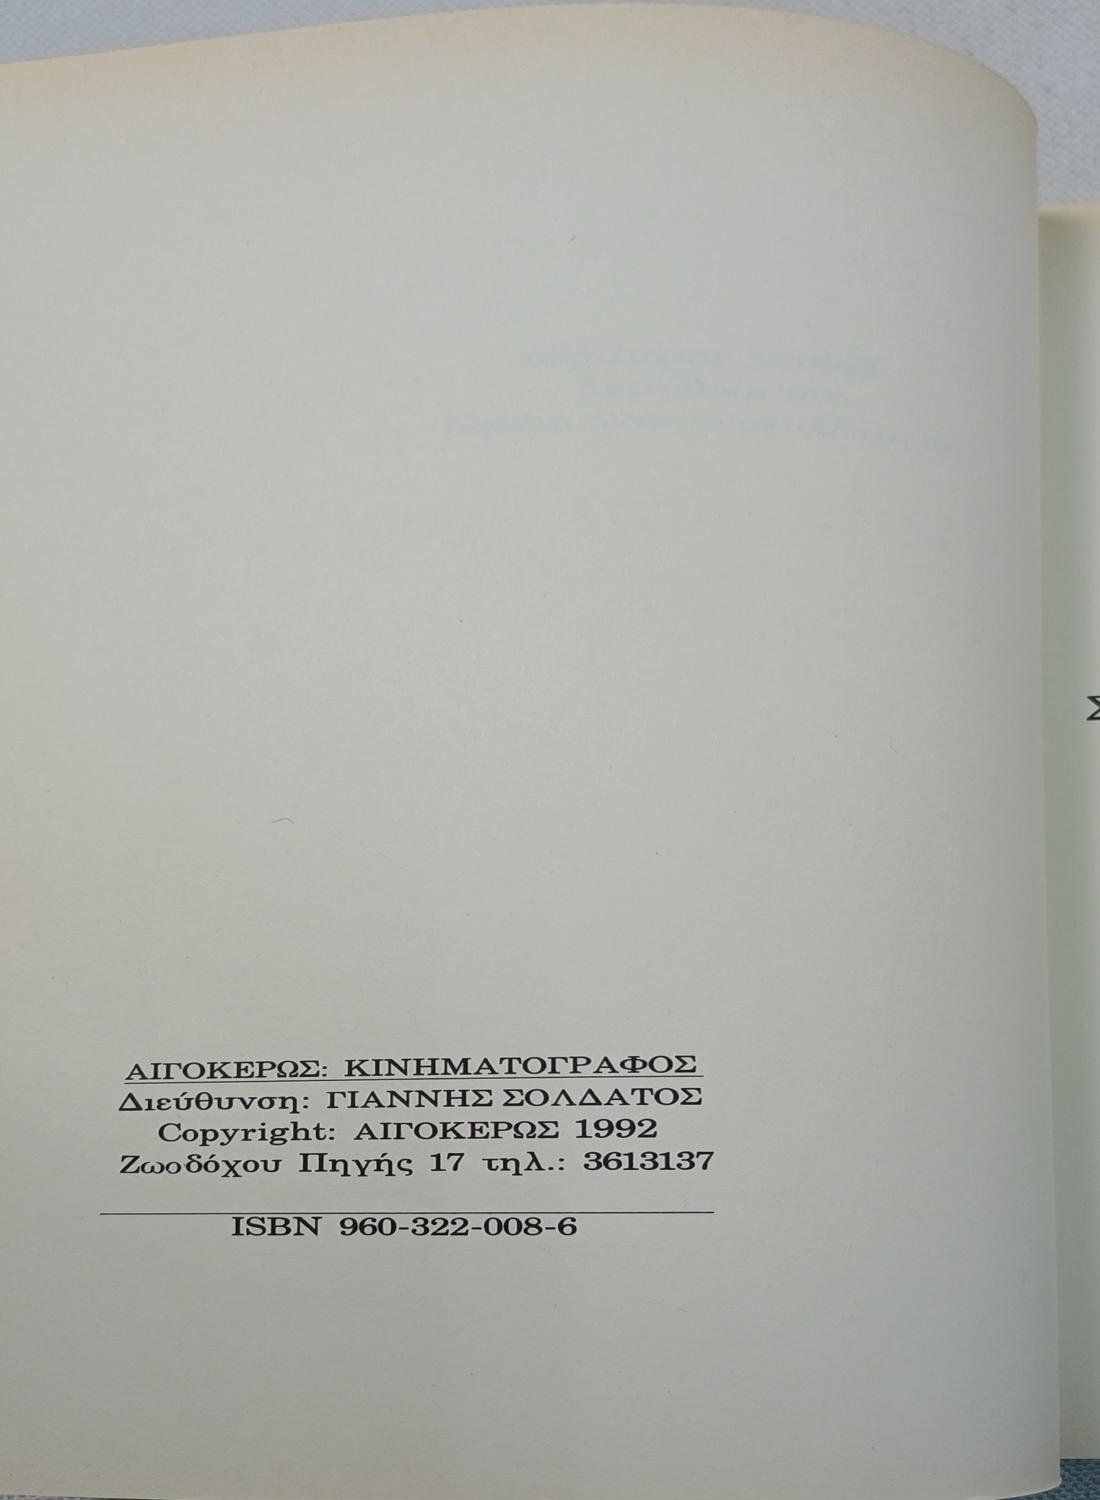 ΑΙΓΟΚΕΡΩΣ: ΚΙΝΗΜΑΤΟΓΡΑΦΟΣ
Διεύθυνση: ΓΙΑΝΝΗΣ ΣΟΛΔΑΤΟΣ
Copyright: ΑΙΓΟΚΕΡΩΣ 1992
Ζωοδόχου Πηγής 17 τηλ.: 3613137
ISBN 960-322-008-6
Σ